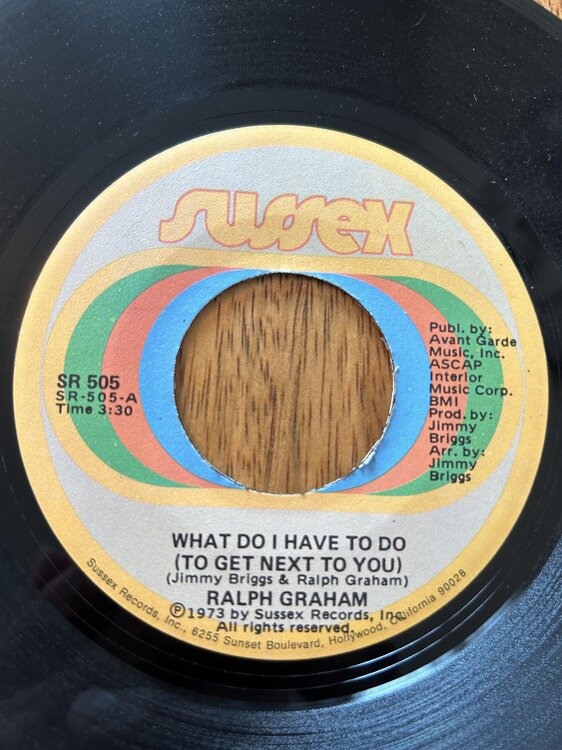 sussex
SR 505
SR-505-A
Time 3:30
Publ. by:
Avant Garde
Music, Inc.
ASCAP
Interior
Music Corp.
BMI
Prod. by:
Jimmy
Briggs
Arr. by:
Jimmy
Briggs
WHAT DO I HAVE TO DO
(TO GET NEXT TO YOU)
(Jimmy Briggs & Ralph Graham)
RALPH GRAHAM
℗1973 by Sussex Records, Inc.
All rights reserved.
Sussex Records, Inc., 6255 Sunset Boulevard, Hollywood, California 90028